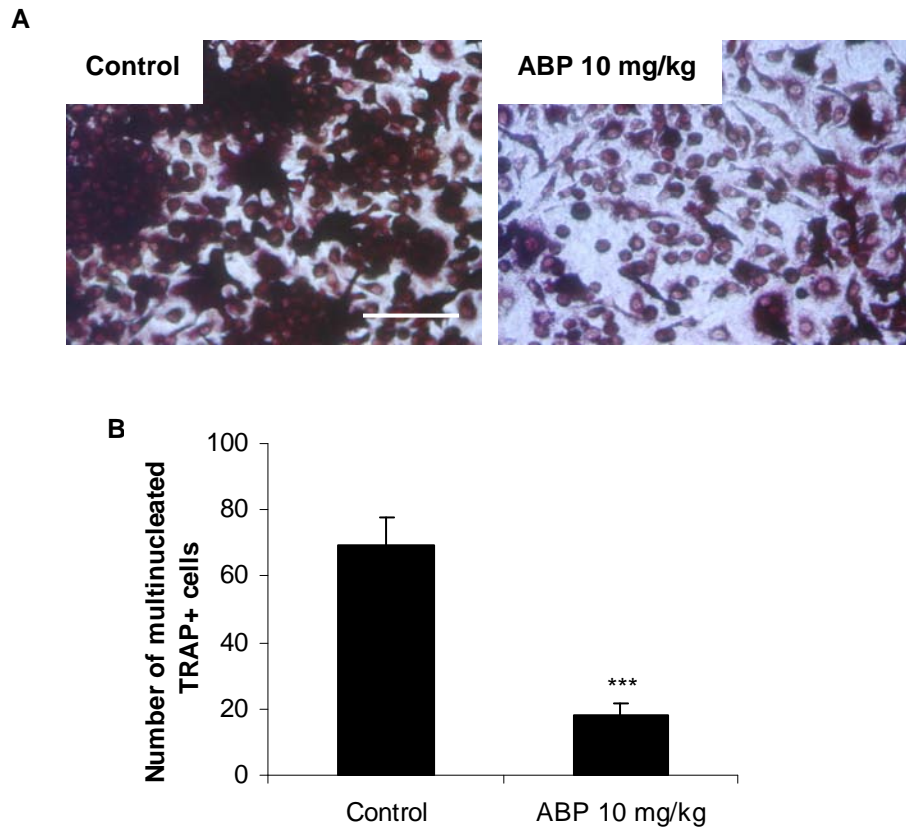 A
Control
ABP 10 mg/kg
B
Number of multinucleated
TRAP+ cells
100
80
60
40
20
0
***
Control
ABP 10 mg/kg